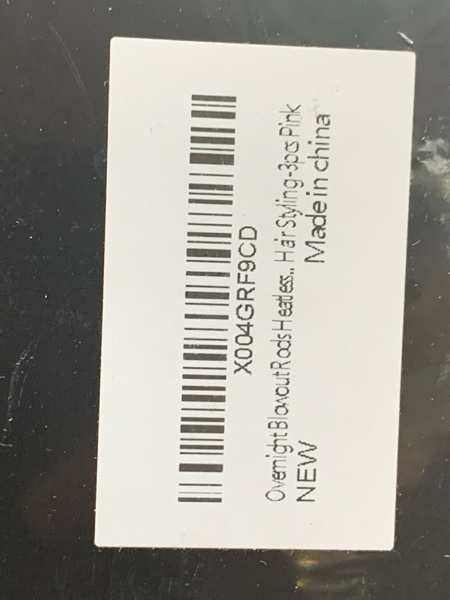 X004GRF9CD
Overnight Blowout Rods Heatless... Hair Styling-3pcs Pink
NEW
Made in china